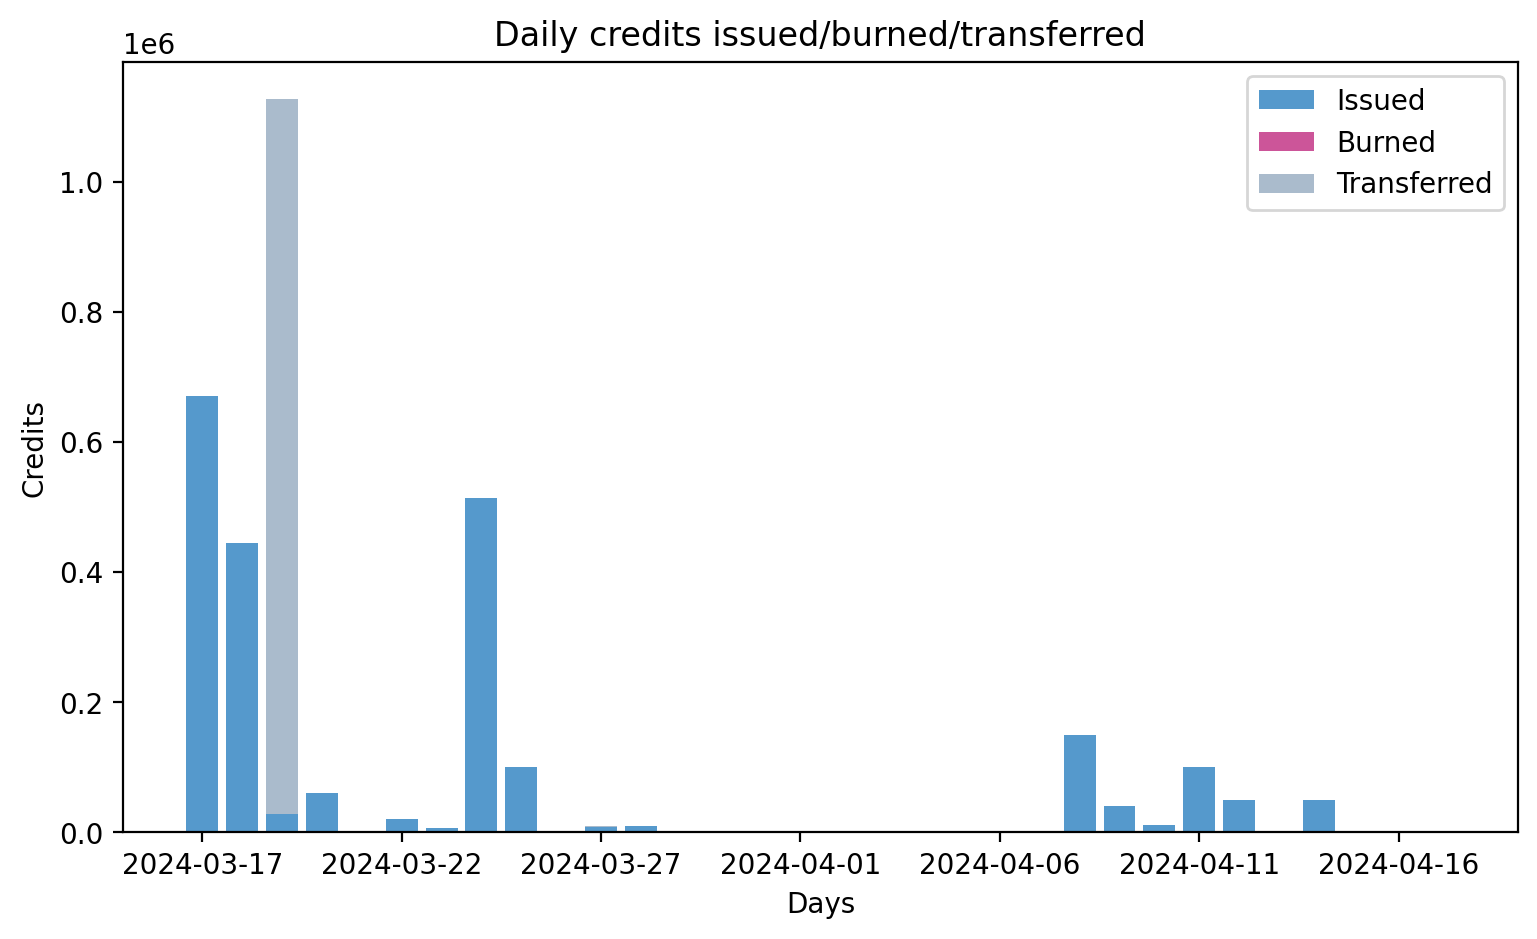 Daily credits issued/burned/transferred
1e6
Issued
Burned
Transferred
1.0
0.8
0.6
0.4
0.2
0.0
Credits
2024-03-17 2024-03-22 2024-03-27 2024-04-01 2024-04-06 2024-04-11 2024-04-16
Days